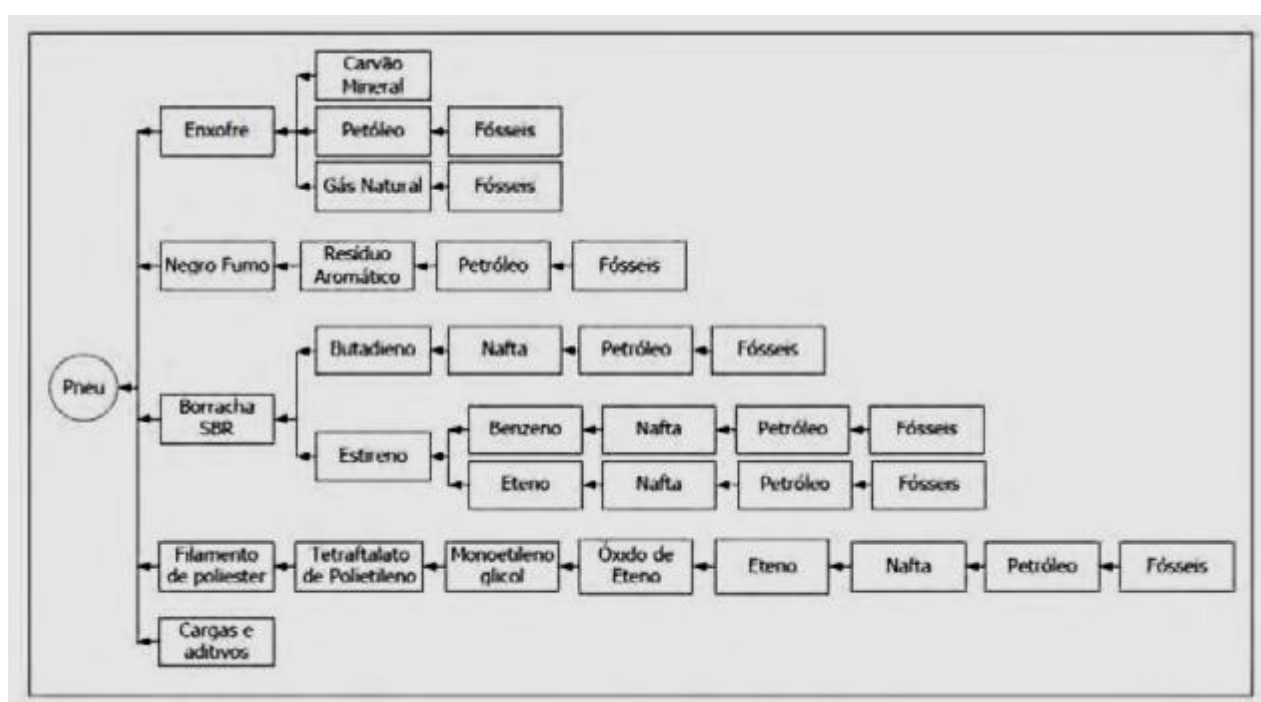 Carvão
Mineral
Enxofre
Petóleo
Fósseis
Gás Natural
Fósseis
Negro Fumo
Resíduo
Aromático
Petróleo
Fósseis
Butadieno
Nafta
Petróleo
Fósseis
Pneu
Borracha
SBR
Benzeno
Nafta
Petróleo
Fósseis
Estireno
Eteno
Nafta
Petróleo
Fósseis
Filamento
de poliester
Tetraftalato
de Polietileno
Monoetileno
glicol
Óxido de
Eteno
Eteno
Nafta
Petróleo
Fósseis
Cargas e
aditivos